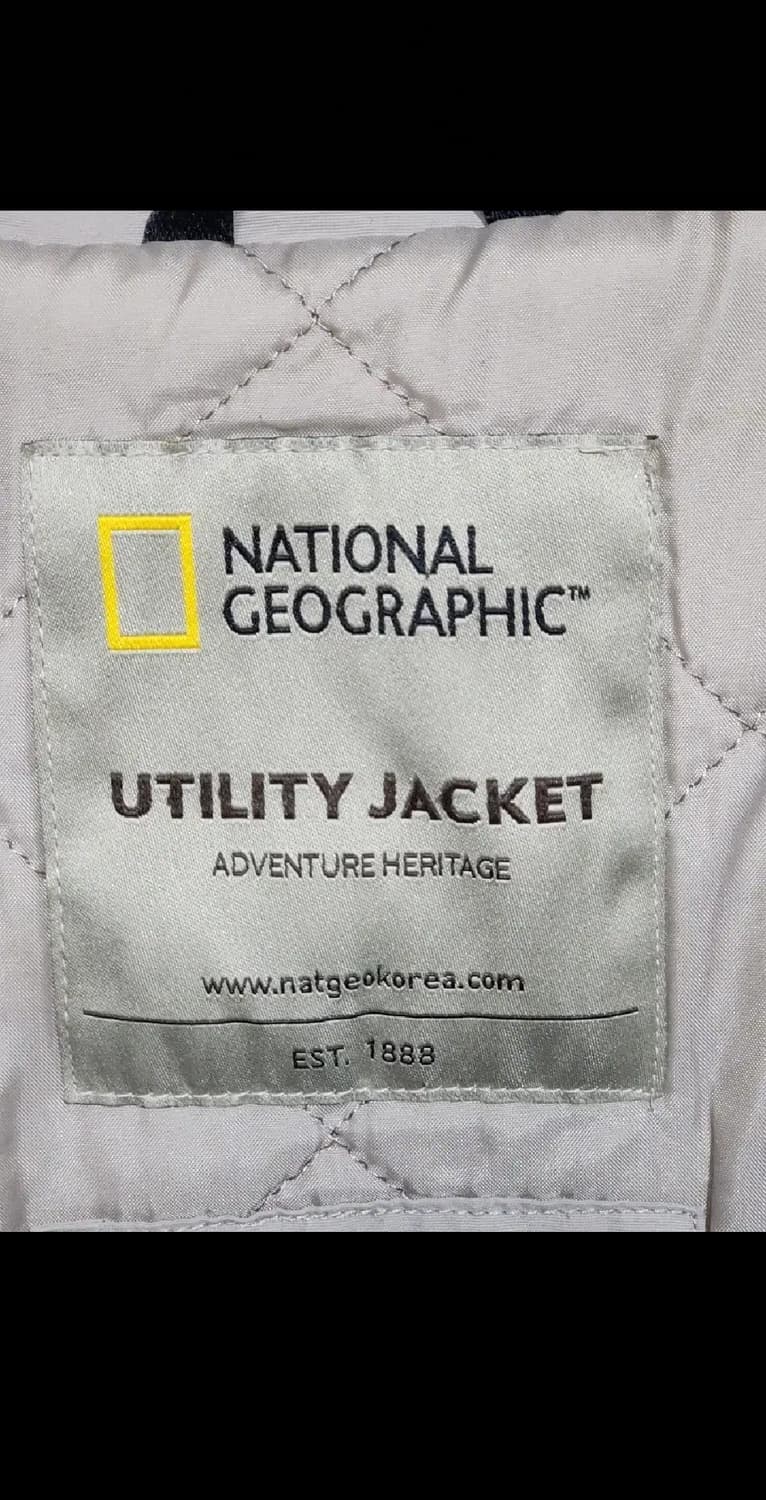 NATIONAL
GEOGRAPHIC™
UTILITY JACKET
ADVENTURE HERITAGE
www.natgeokorea.com
EST. 1888